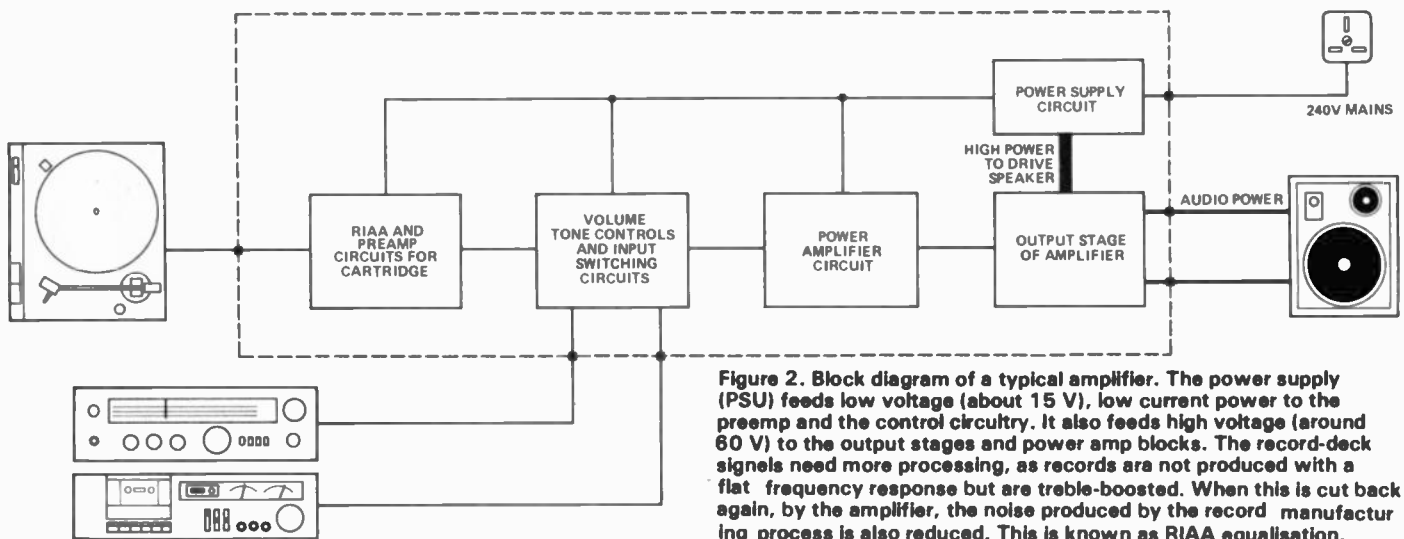 POWER SUPPLY
CIRCUIT
240V MAINS
HIGH POWER
TO DRIVE
SPEAKER
AUDIO POWER
RIAA AND
PREAMP
CIRCUITS FOR
CARTRIDGE
VOLUME
TONE CONTROLS
AND INPUT
SWITCHING
CIRCUITS
POWER
AMPLIFIER
CIRCUIT
OUTPUT STAGE
OF AMPLIFIER
Figure 2. Block diagram of a typical amplifier. The power supply
(PSU) feeds low voltage (about 15 V), low current power to the
preemp and the control circuitry. It also feeds high voltage (around
60 V) to the output stages and power amp blocks. The record-deck
signels need more processing, as records ara not produced with a
flat frequency response but are treble-boosted. When this is cut back
again, by the amplifier, the noise produced by the record manufactur
ing process is also reduced. This is known as RIAA equalisation.